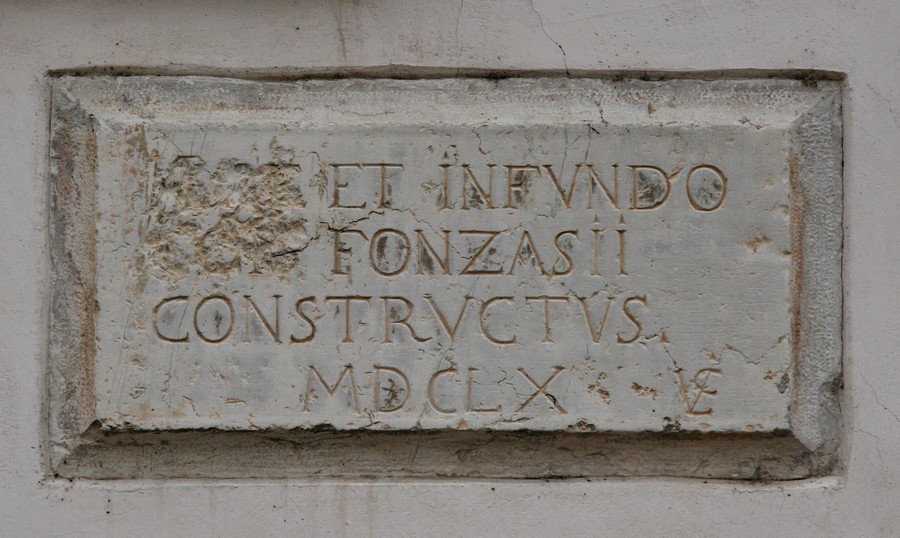 ET INFVNDO
FONZASII
CONSTRVCTVS.
MDCLX